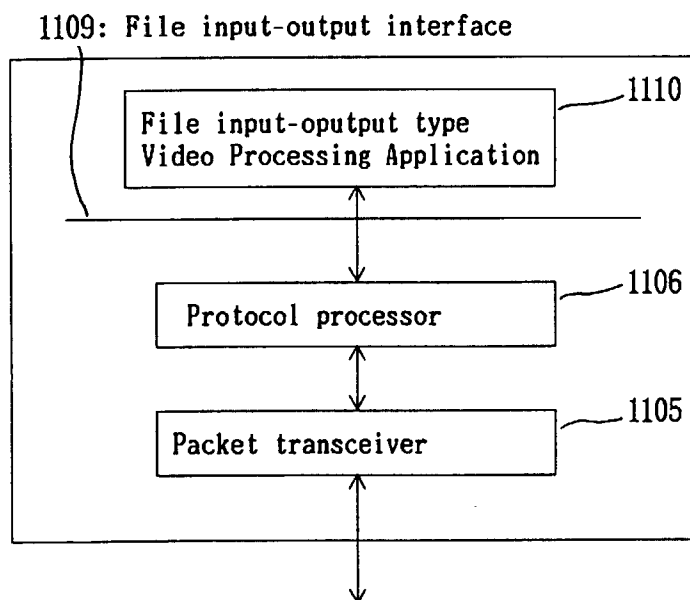 1109: File input-output interface
1110
File input-oputput type
Video Processing Application
1106
Protocol processor
1105
Packet transceiver